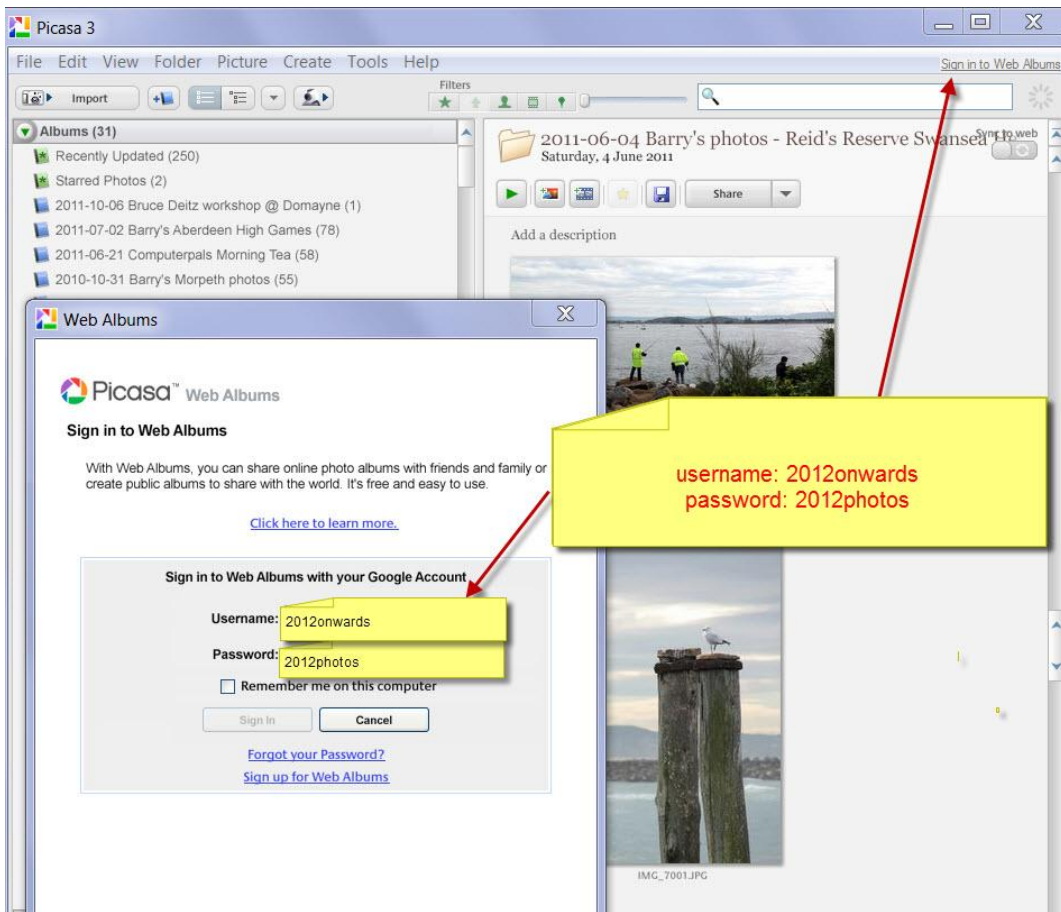 Picasa 3
File Edit View Folder Picture Create Tools Help
Sign in to Web Albums
Import
Filters
Albums (31)
Recently Updated (250)
Starred Photos (2)
2011-10-06 Bruce Deitz workshop @ Domayne (1)
2011-07-02 Barry's Aberdeen High Games (78)
2011-06-21 Computerpals Morning Tea (58)
2010-10-31 Barry's Morpeth photos (55)
2011-06-04 Barry's photos - Reid's Reserve Swansea
Sync to web
Saturday, 4 June 2011
Share
Add a description
Web Albums
Picasa™ Web Albums
Sign in to Web Albums
With Web Albums, you can share online photo albums with friends and family or
create public albums to share with the world. It's free and easy to use.
Click here to learn more.
Sign in to Web Albums with your Google Account
Username: 2012onwards
Password: 2012photos
Remember me on this computer
Sign In
Cancel
Forgot your Password?
Sign up for Web Albums
username: 2012onwards
password: 2012photos
IMG_7001.JPG